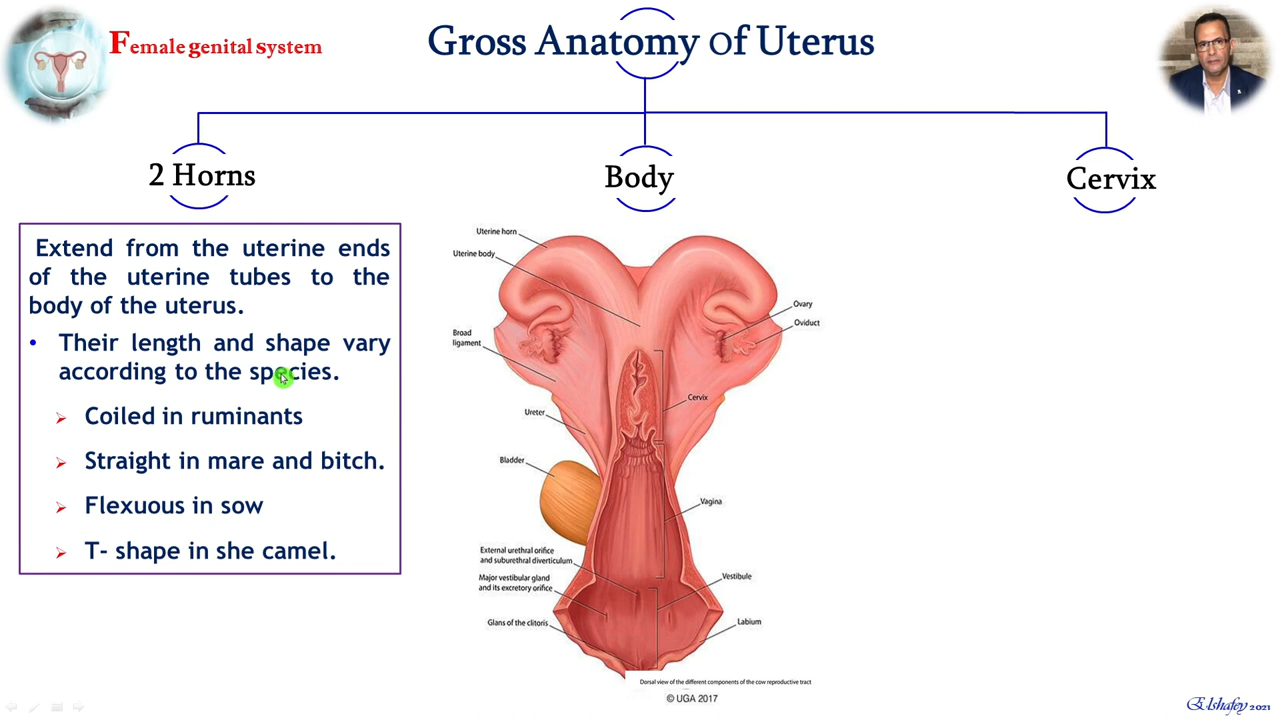 Female genital system
Gross Anatomy Of Uterus
2 Horns
Body
Cervix
Extend from the uterine ends
of the uterine tubes to the
body of the uterus.
• Their length and shape vary
according to the species.
➢ Coiled in ruminants
➢ Straight in mare and bitch.
➢ Flexuous in sow
➢ T- shape in she camel.
Uterine horn
Uterine body
Broad
ligament
Ureter
Bladder
External urethral orifice
and suburethral diverticulum
Major vestibular gland
and its excretory orifice
Glans of the clitoris
Ovary
Oviduct
Cervix
Vagina
Vestibule
Labium
Dorsal view of the different components of the cow reproductive tract
© UGA 2017
Elshafey 2021